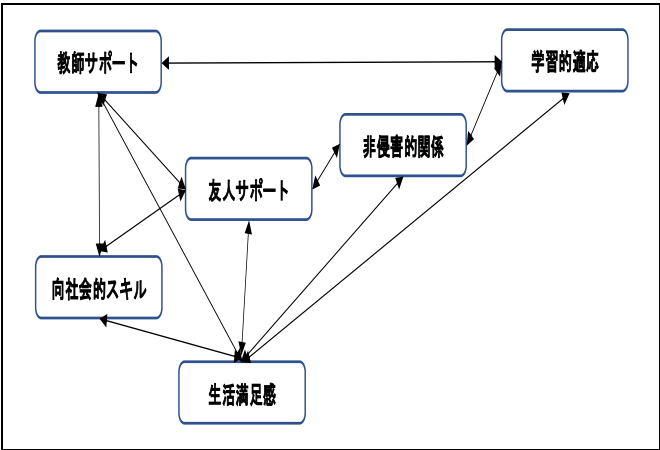 教師サポート
学習的適応
非侵害的関係
友人サポート
向社会的スキル
生活満足感